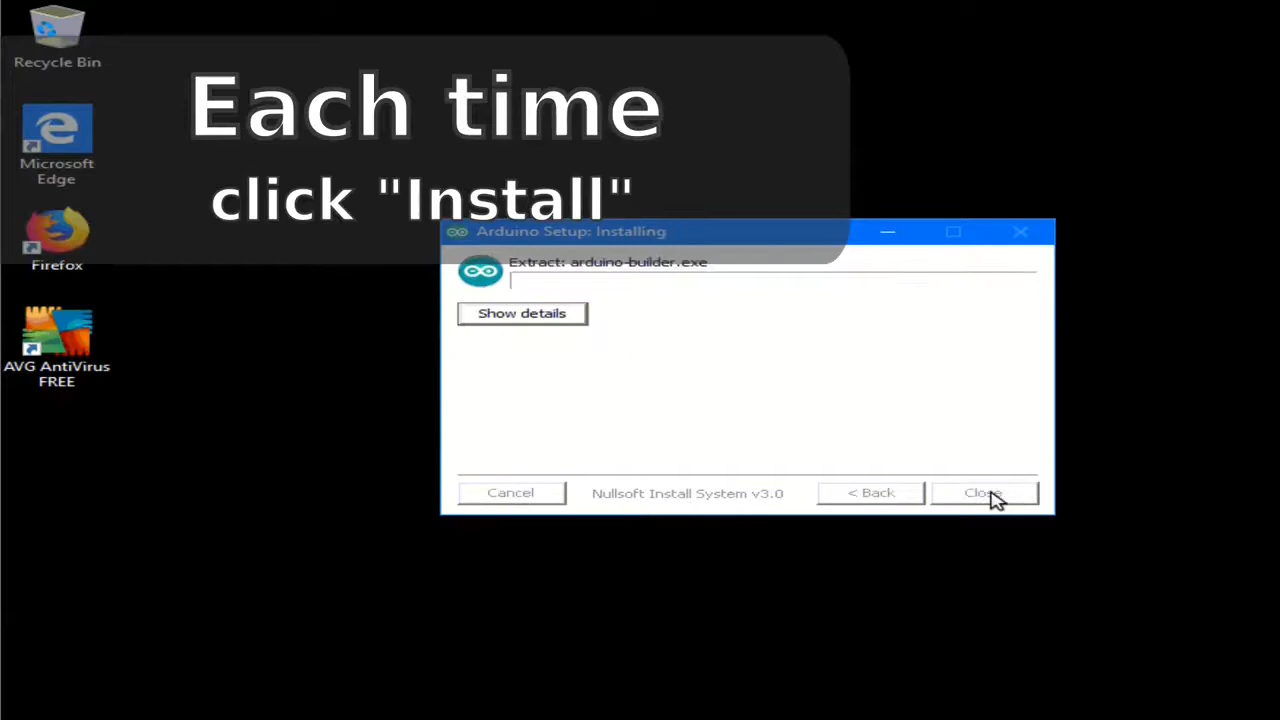 Recycle Bin
Each time
Microsoft
Edge
click "Install"
Firefox
Arduino Setup: Installing
Extract: arduino-builder.exe
Show details
AVG AntiVirus
FREE
Cancel
Nullsoft Install System v3.0
< Back
Close